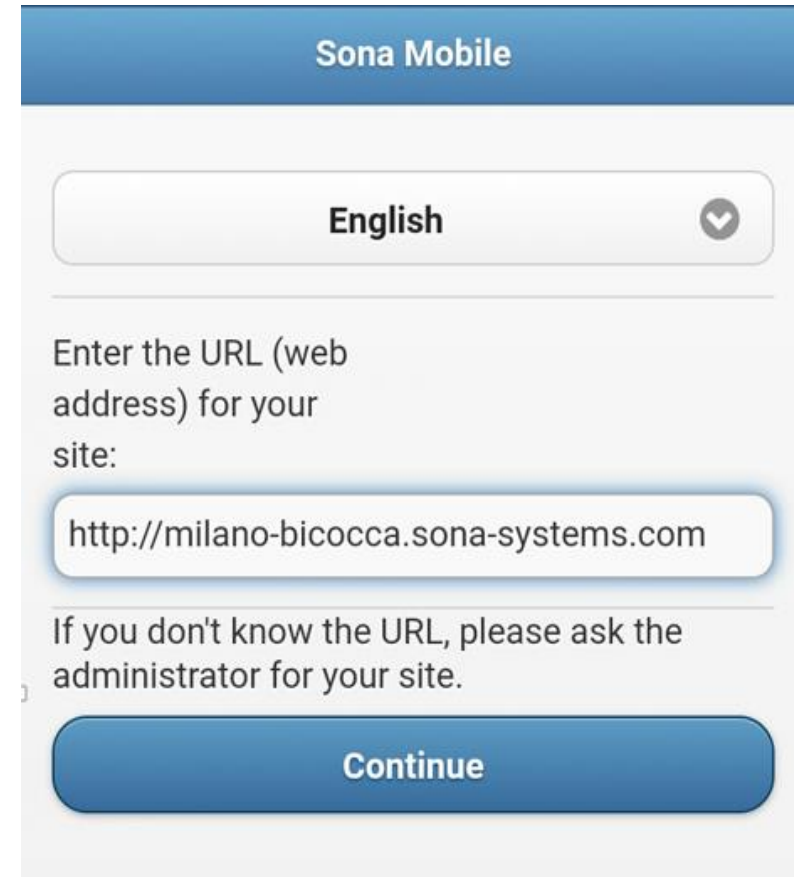 Sona Mobile
English
Enter the URL (web
address) for your
site:
http://milano-bicocca.sona-systems.com
If you don't know the URL, please ask the
administrator for your site.
Continue